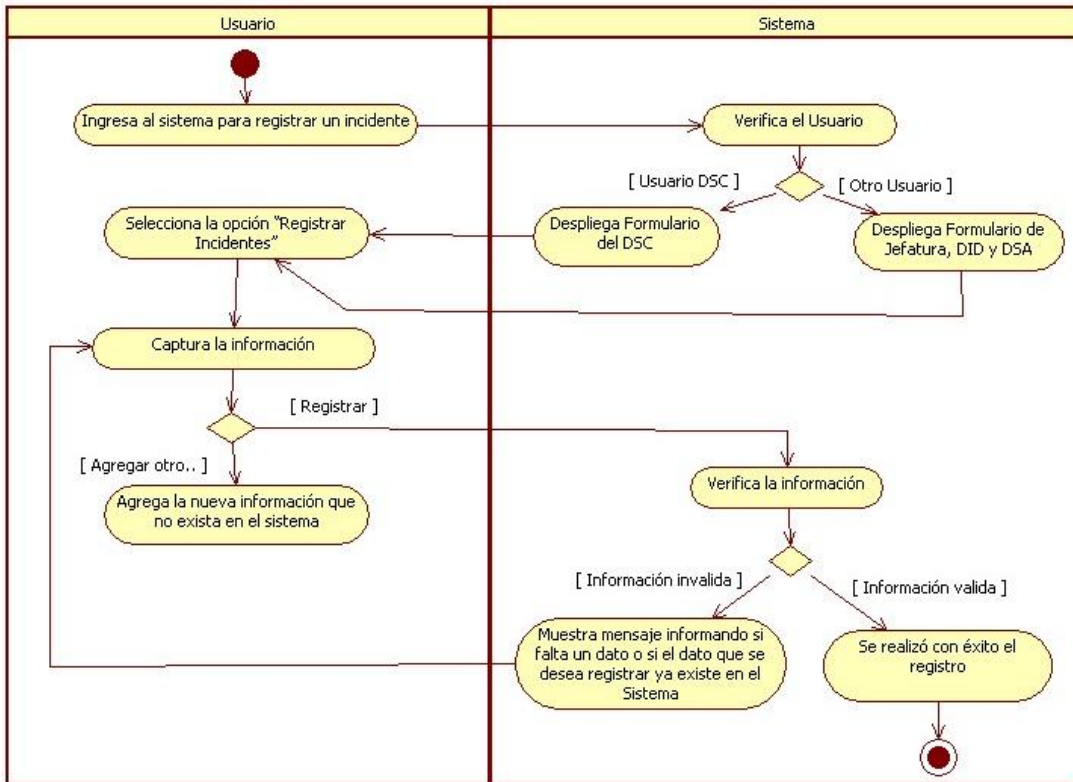 Usuario
Sistema
Ingresa al sistema para registrar un incidente
Verifica el Usuario
[ Usuario DSC ]
[ Otro Usuario ]
Selecciona la opción "Registrar
Incidentes"
Despliega Formulario
del DSC
Despliega Formulario de
Jefatura, DID y DSA
Captura la información
[ Registrar ]
[ Agregar otro.. ]
Agrega la nueva información que
no exista en el sistema
Verifica la información
[ Información invalida ]
[ Información valida ]
Muestra mensaje informando si
falta un dato o si el dato que se
desea registrar ya existe en el
Sistema
Se realizó con éxito el
registro